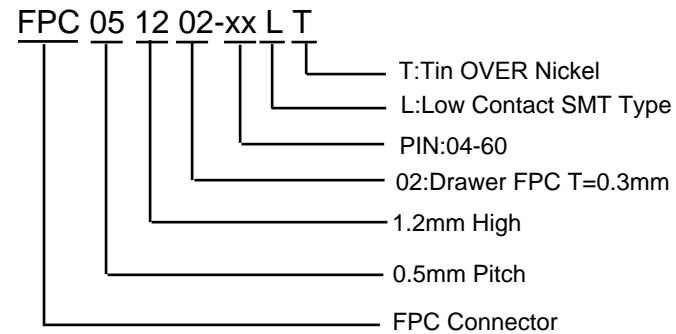 FPC 05 12 02-xx L T
T:Tin OVER Nickel
L:Low Contact SMT Type
PIN:04-60
02:Drawer FPC T=0.3mm
1.2mm High
0.5mm Pitch
FPC Connector